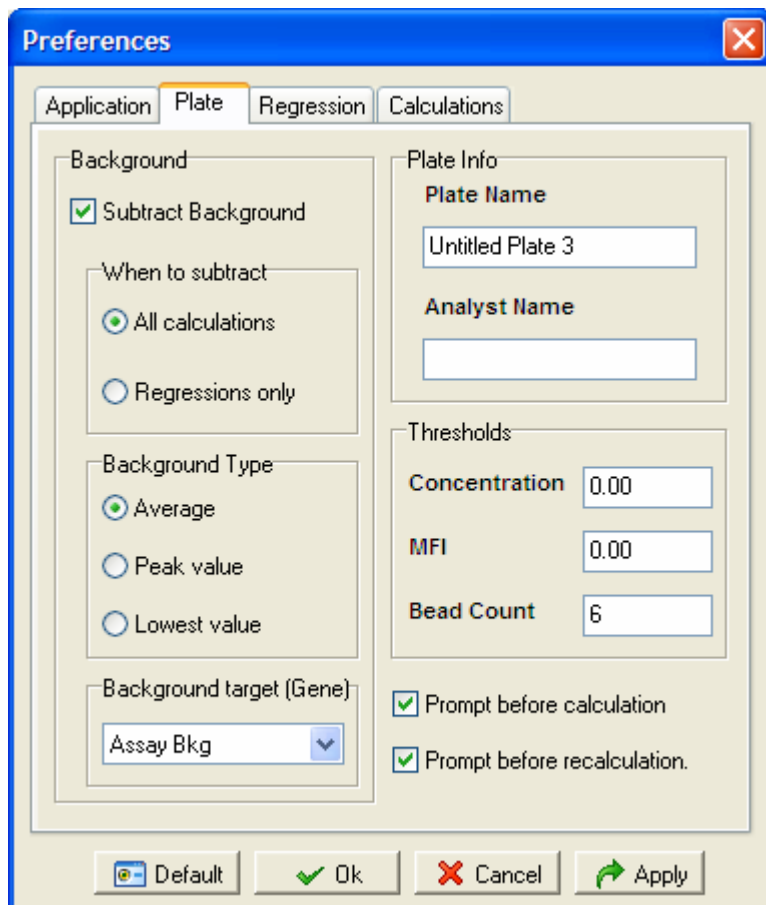 Preferences
Application
Plate
Regression
Calculations
Background
Subtract Background
When to subtract
All calculations
Regressions only
Background Type
Average
Peak value
Lowest value
Background target (Gene)
Assay Bkg
Plate Info
Plate Name
Untitled Plate 3
Analyst Name
Thresholds
Concentration 0.00
MFI 0.00
Bead Count 6
Prompt before calculation
Prompt before recalculation.
Default
Ok
Cancel
Apply